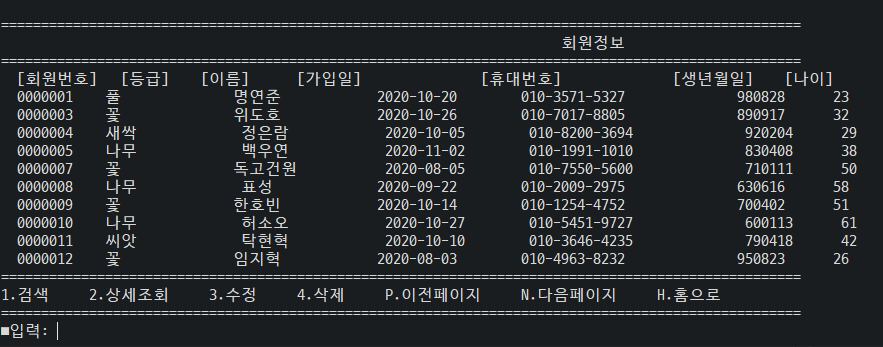 ====================================================================================================
회원정보
====================================================================================================
[회원번호] [등급] [이름] [가입일] [휴대번호] [생년월일] [나이]
0000001 풀 명연준 2020-10-20 010-3571-5327 980828 23
0000003 꽃 위도호 2020-10-26 010-7017-8805 890917 32
0000004 새싹 정은람 2020-10-05 010-8200-3694 920204 29
0000005 나무 백우연 2020-11-02 010-1991-1010 830408 38
0000007 꽃 독고건원 2020-08-05 010-7550-5600 710111 50
0000008 나무 표성 2020-09-22 010-2009-2975 630616 58
0000009 꽃 한호빈 2020-10-14 010-1254-4752 700402 51
0000010 나무 허소오 2020-10-27 010-5451-9727 600113 61
0000011 씨앗 탁현혁 2020-10-10 010-3646-4235 790418 42
0000012 꽃 임지혁 2020-08-03 010-4963-8232 950823 26
====================================================================================================
1.검색 2.상세조회 3.수정 4.삭제 P.이전페이지 N.다음페이지 H.홈으로
====================================================================================================
■입력: